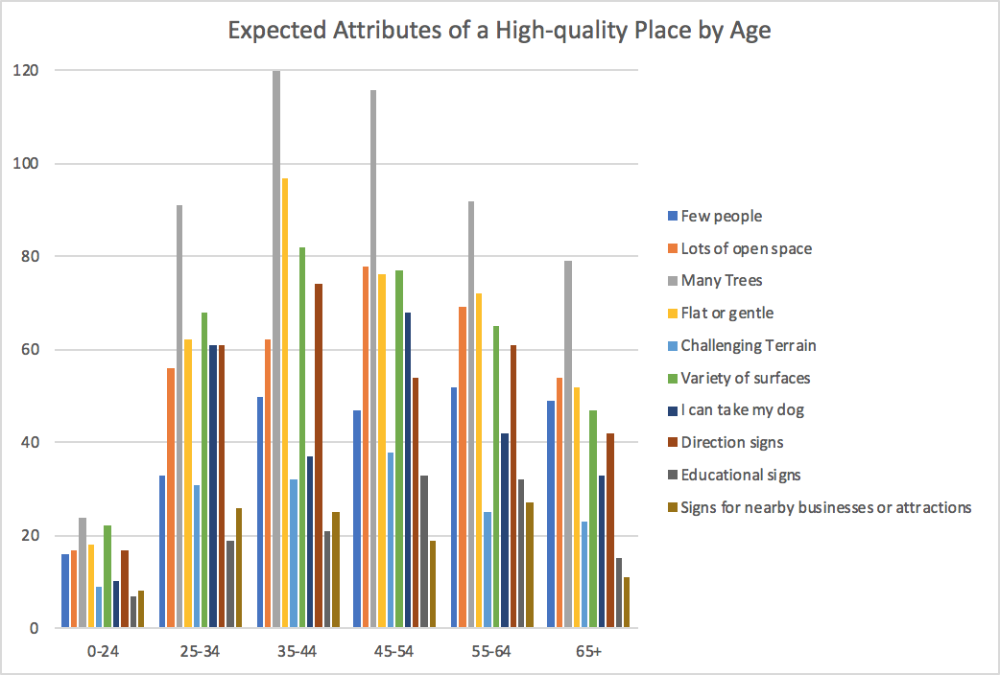 Expected Attributes of a High-quality Place by Age
120
100
80
60
40
20
0
0-24 25-34 35-44 45-54 55-64 65+
Few people
Lots of open space
Many Trees
Flat or gentle
Challenging Terrain
Variety of surfaces
I can take my dog
Direction signs
Educational signs
Signs for nearby businesses or attractions